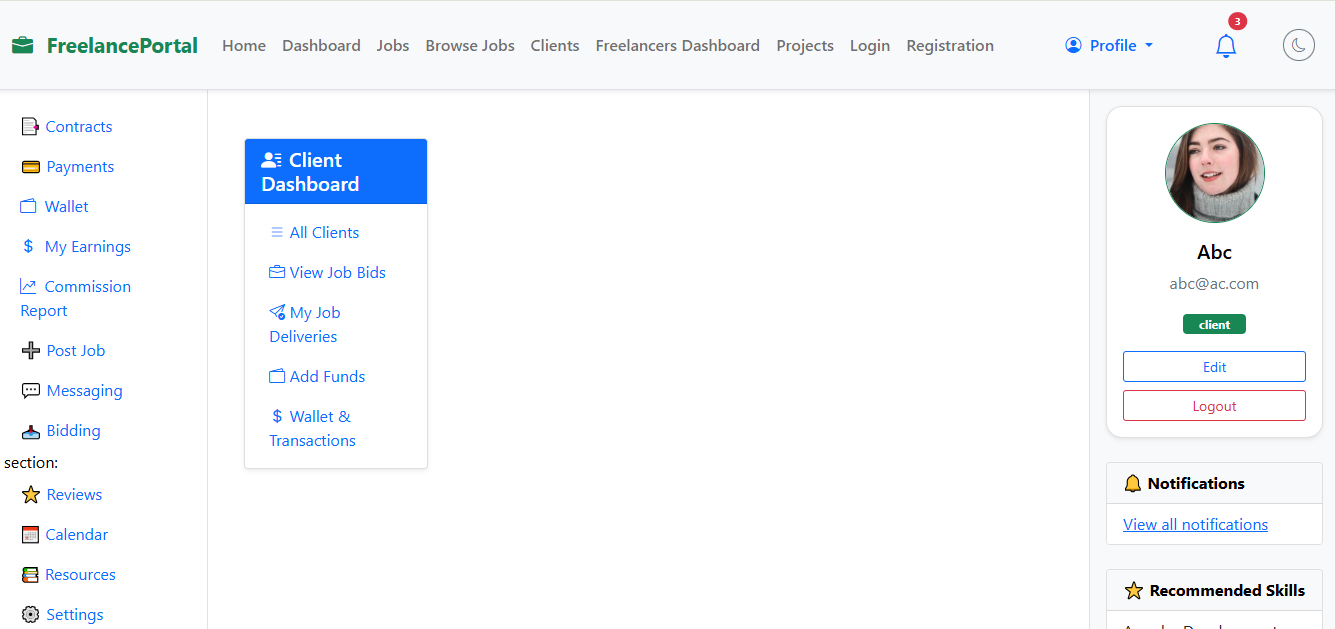 FreelancePortal Home Dashboard Jobs Browse Jobs Clients Freelancers Dashboard Projects Login Registration Profile 3
Contracts
Payments
Wallet
My Earnings
Commission
Report
Post Job
Messaging
Bidding
section:
Reviews
Calendar
Resources
Settings
Client
Dashboard
All Clients
View Job Bids
My Job
Deliveries
Add Funds
$ Wallet &
Transactions
Abc
abc@ac.com
client
Edit
Logout
Notifications
View all notifications
Recommended Skills